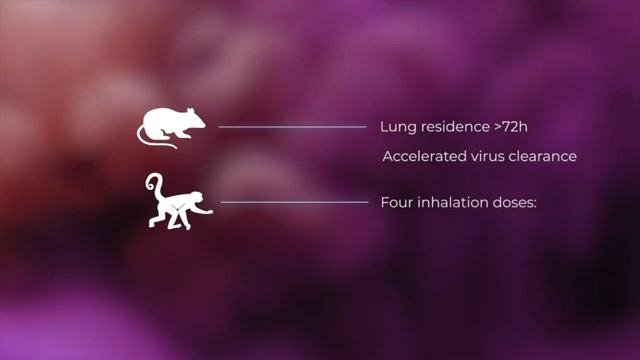 Lung residence >72h
Accelerated virus clearance
Four inhalation doses: